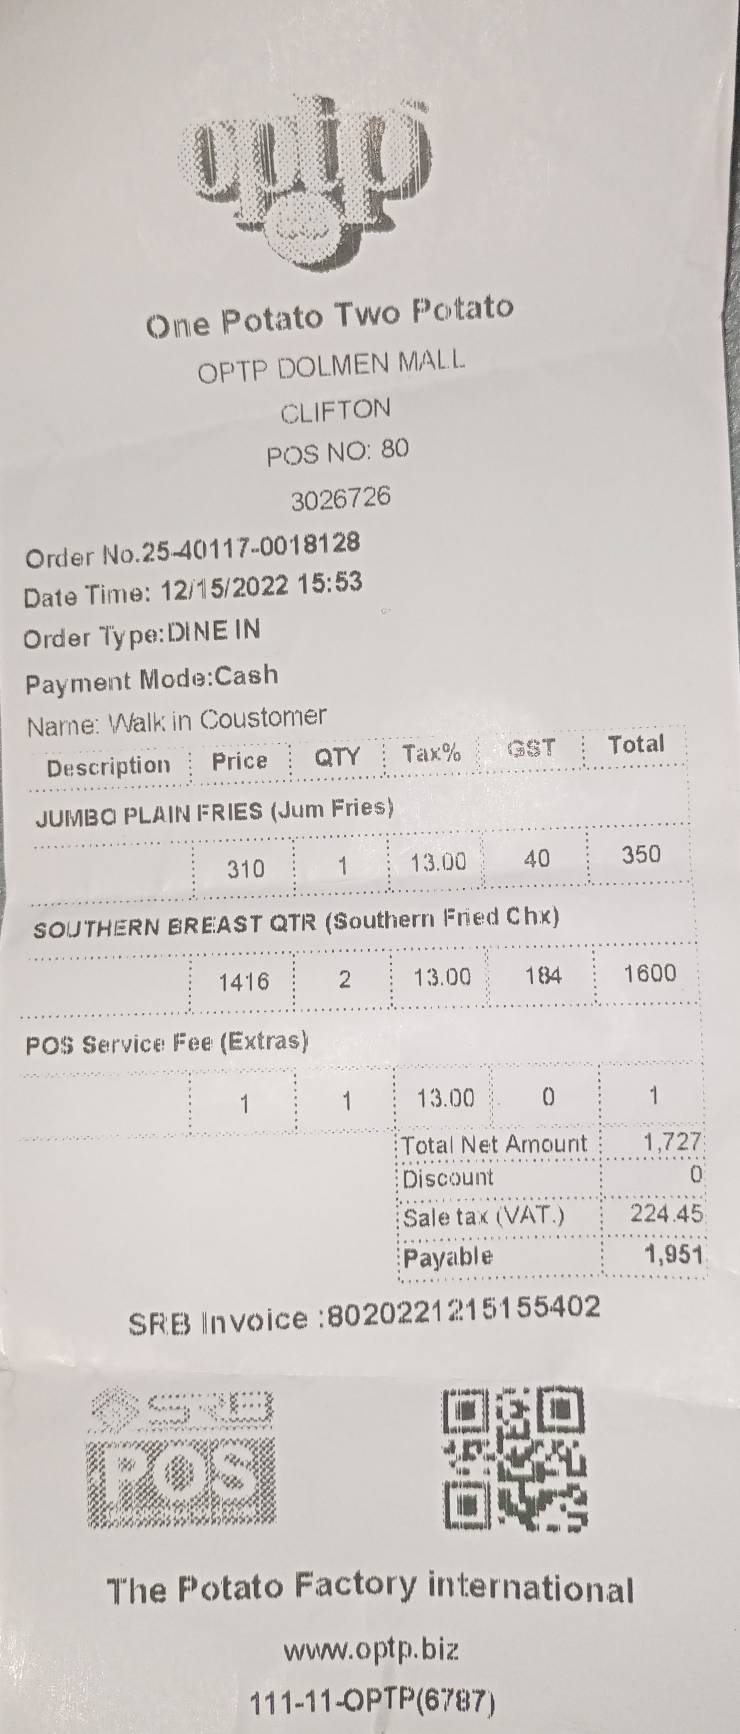 optp
One Potato Two Potato
OPTP DOLMEN MALL
CLIFTON
POS NO: 80
3026726
Order No.25-40117-0018128
Date Time: 12/15/2022 15:53
Order Type:DINE IN
Payment Mode:Cash
Name: Walk in Coustomer
Description Price QTY Tax% GST Total
JUMBO PLAIN FRIES (Jum Fries)
310 1 13.00 40 350
SOUTHERN BREAST QTR (Southern Fried Chx)
1416 2 13.00 184 1600
POS Service Fee (Extras)
1 1 13.00 0 1
Total Net Amount 1,727
Discount 0
Sale tax (VAT.) 224.45
Payable 1,951
SRB Invoice :8020221215155402
SRB
POS
The Potato Factory international
www.optp.biz
111-11-OPTP(6787)